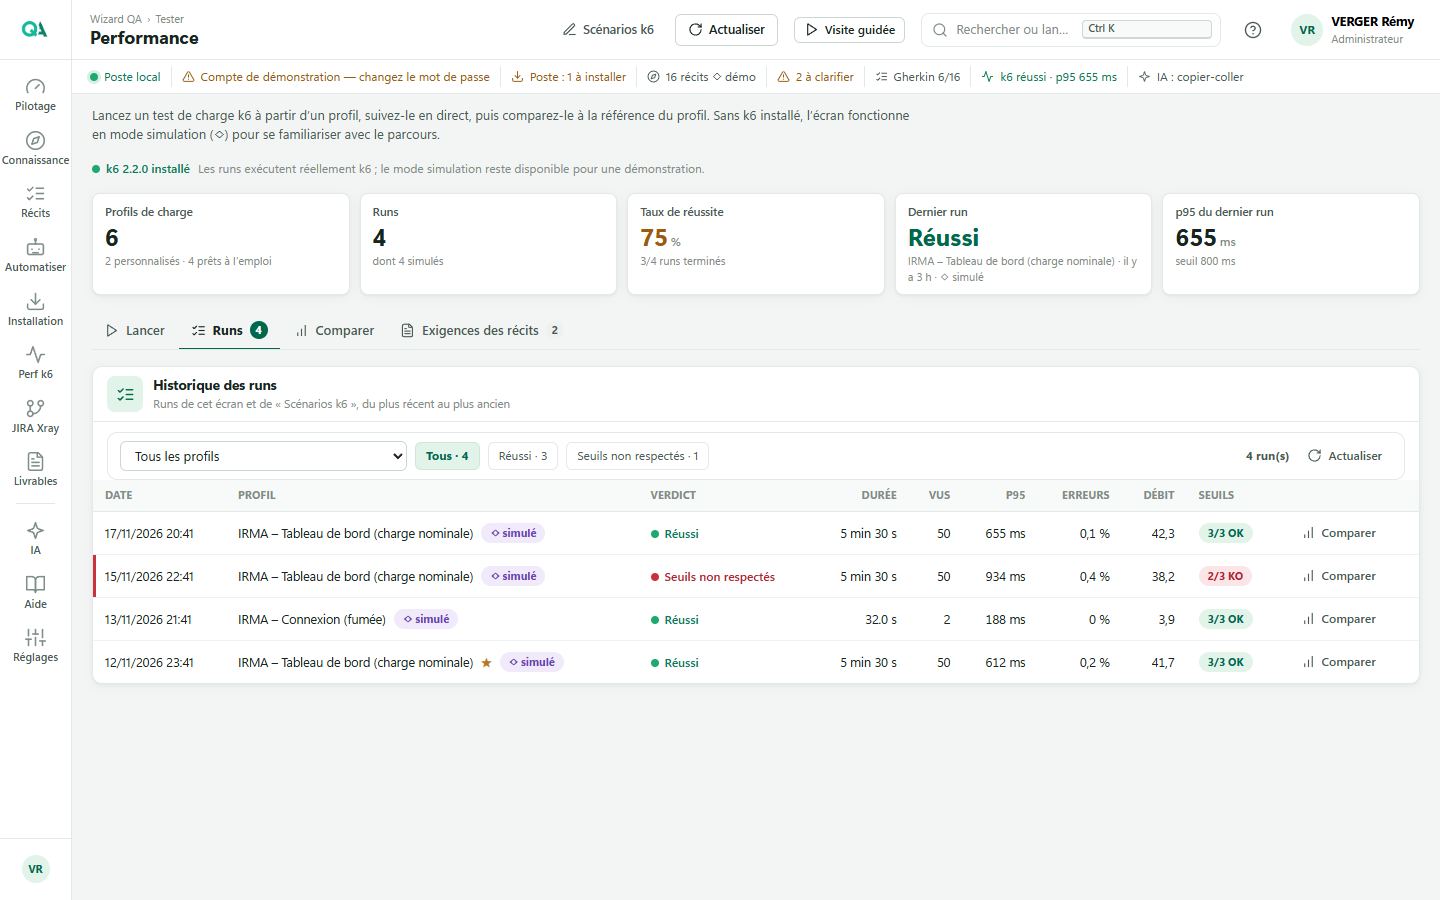 QA
Wizard QA › Tester
Performance
Scénarios k6
Actualiser
Visite guidée
Rechercher ou lan...
Ctrl K
VR
VERGER Rémy
Administrateur
Poste local
Compte de démonstration — changez le mot de passe
Poste : 1 à installer
16 récits ◇ démo
2 à clarifier
Gherkin 6/16
k6 réussi · p95 655 ms
IA : copier-coller
Pilotage
Connaissance
Récits
Automatiser
Installation
Perf k6
JIRA Xray
Livrables
IA
Aide
Réglages
VR
Lancez un test de charge k6 à partir d'un profil, suivez-le en direct, puis comparez-le à la référence du profil. Sans k6 installé, l'écran fonctionne
en mode simulation (◇) pour se familiariser avec le parcours.
k6 2.2.0 installé Les runs exécutent réellement k6 ; le mode simulation reste disponible pour une démonstration.
Profils de charge
6
2 personnalisés · 4 prêts à l'emploi
Runs
4
dont 4 simulés
Taux de réussite
75 %
3/4 runs terminés
Dernier run
Réussi
IRMA – Tableau de bord (charge nominale) · il y
a 3 h · ◇ simulé
p95 du dernier run
655 ms
seuil 800 ms
Lancer
Runs 4
Comparer
Exigences des récits 2
Historique des runs
Runs de cet écran et de « Scénarios k6 », du plus récent au plus ancien
Tous les profils
Tous · 4
Réussi · 3
Seuils non respectés · 1
4 run(s)
Actualiser
DATE PROFIL VERDICT DURÉE VUS P95 ERREURS DÉBIT SEUILS
17/11/2026 20:41 IRMA – Tableau de bord (charge nominale) ◇ simulé Réussi 5 min 30 s 50 655 ms 0,1 % 42,3 3/3 OK Comparer
15/11/2026 22:41 IRMA – Tableau de bord (charge nominale) ◇ simulé Seuils non respectés 5 min 30 s 50 934 ms 0,4 % 38,2 2/3 KO Comparer
13/11/2026 21:41 IRMA – Connexion (fumée) ◇ simulé Réussi 32.0 s 2 188 ms 0 % 3,9 3/3 OK Comparer
12/11/2026 23:41 IRMA – Tableau de bord (charge nominale) ★ ◇ simulé Réussi 5 min 30 s 50 612 ms 0,2 % 41,7 3/3 OK Comparer